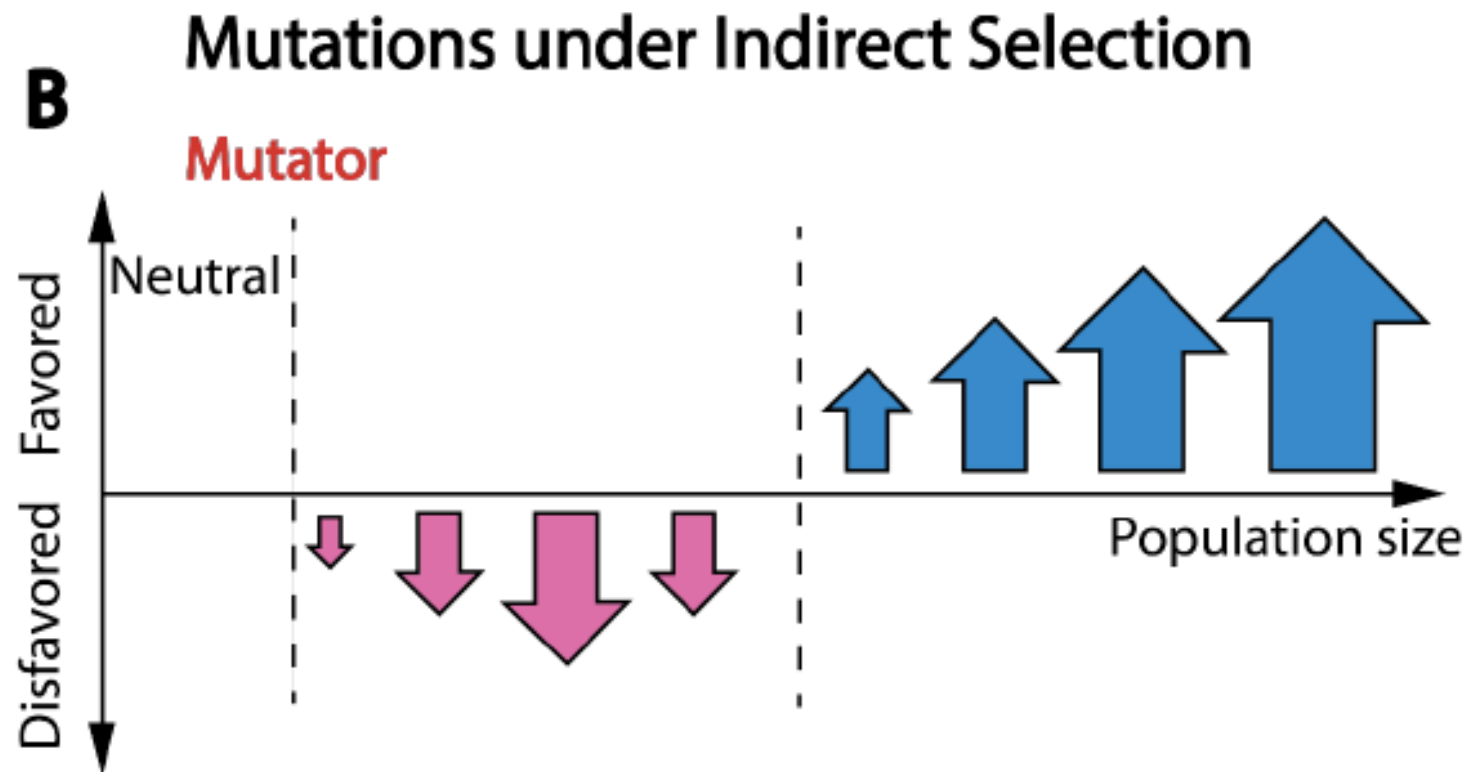 Mutations under Indirect Selection
B
Mutator
Neutral
Favored
Disfavored
Population size